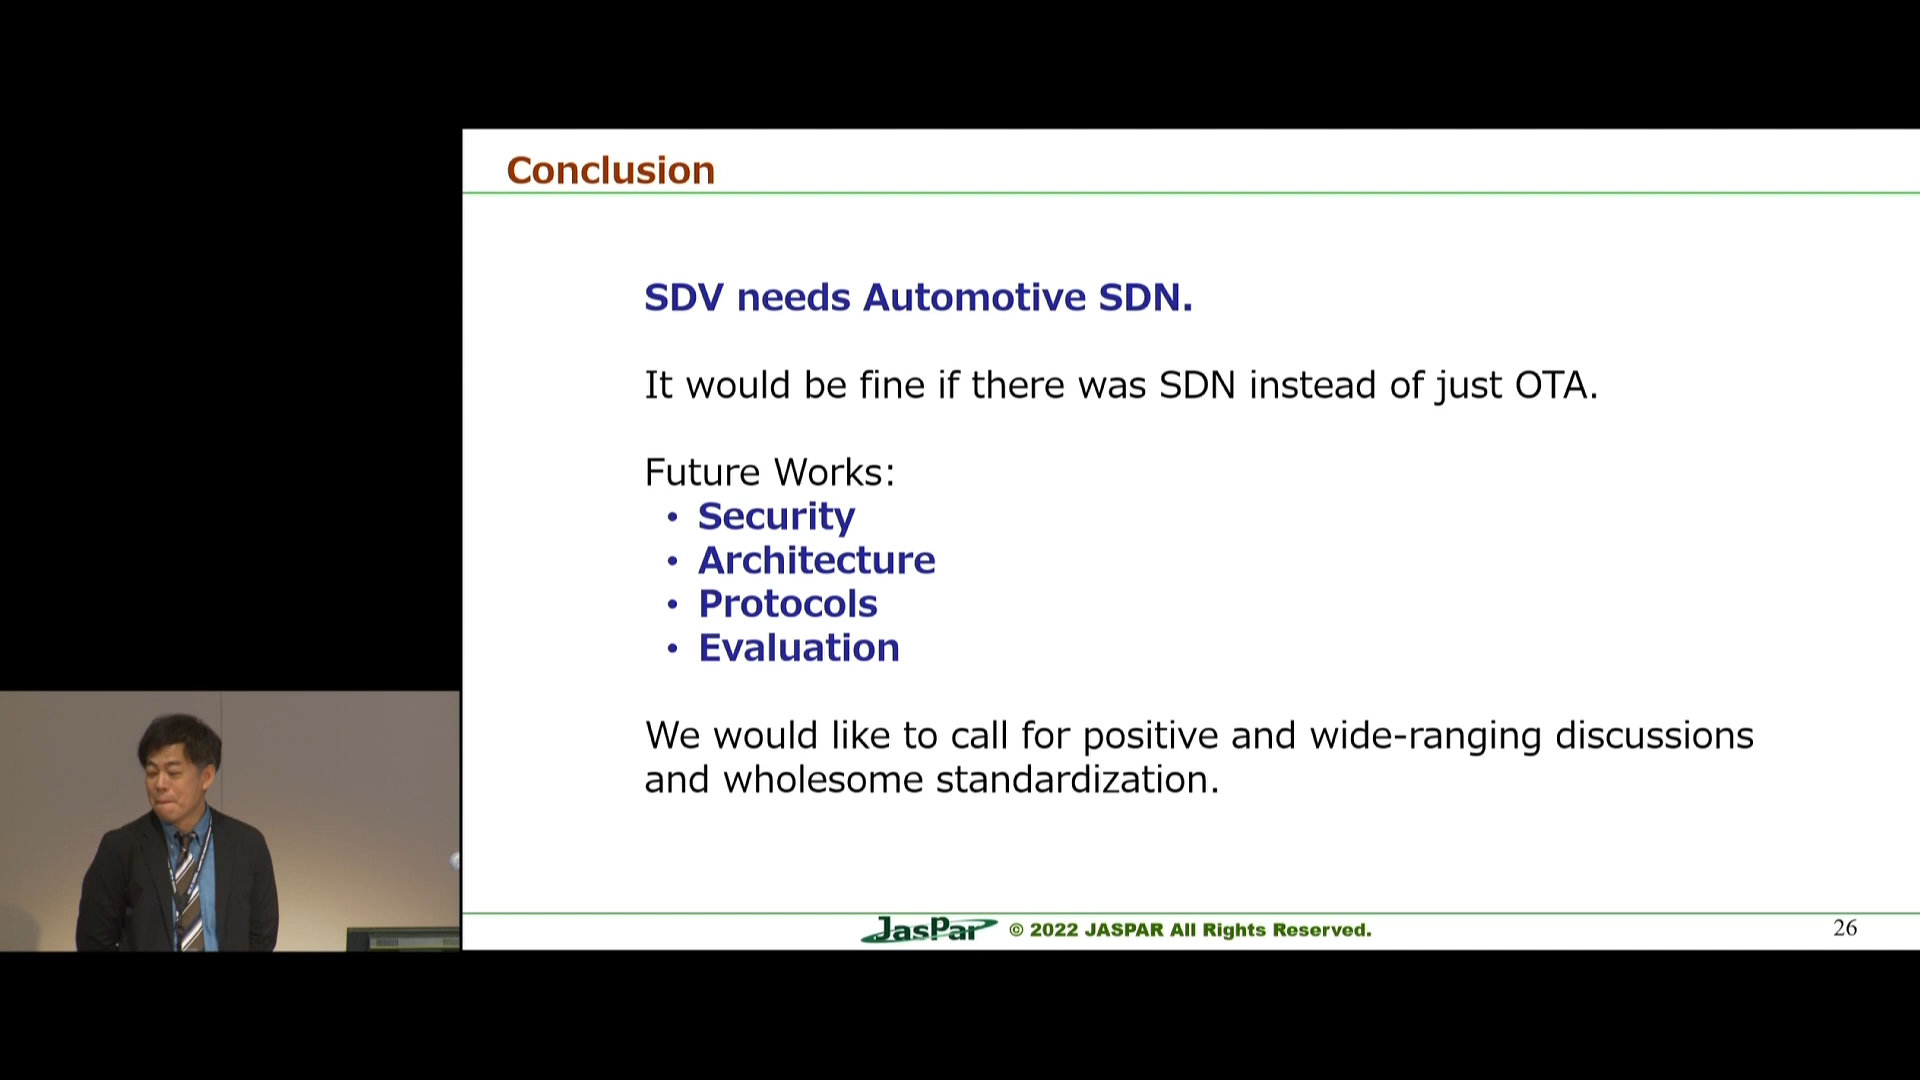 Conclusion
SDV needs Automotive SDN.
It would be fine if there was SDN instead of just OTA.
Future Works:
• Security
• Architecture
• Protocols
• Evaluation
We would like to call for positive and wide-ranging discussions
and wholesome standardization.
JasPar © 2022 JASPAR All Rights Reserved.
26